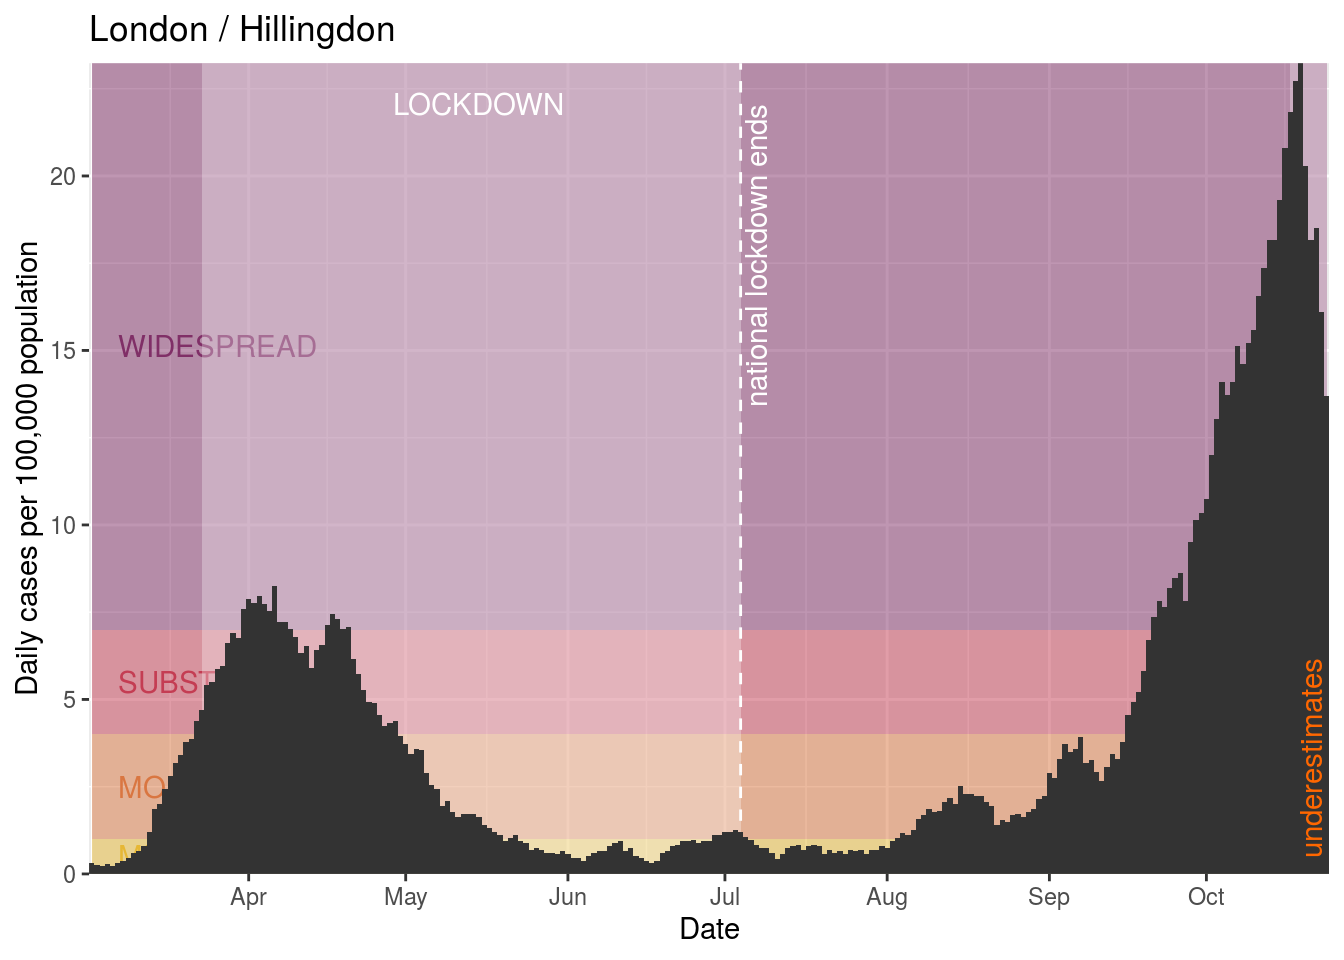 London / Hillingdon
Daily cases per 100,000 population
20
15
10
5
0
LOCKDOWN
national lockdown ends
WIDESPREAD
SUBST
MO
underestimates
Apr
May
Jun
Jul
Aug
Sep
Oct
Date